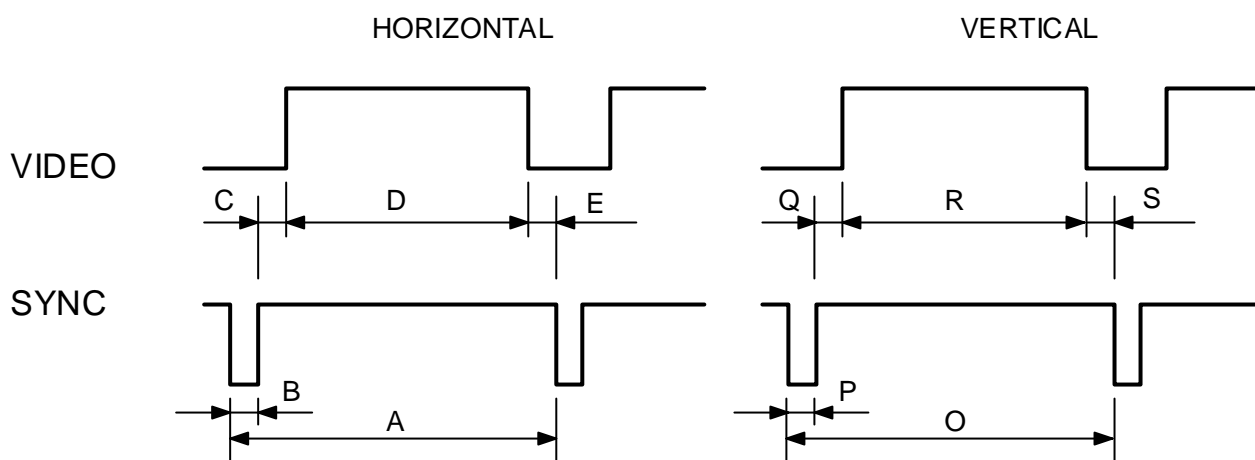 HORIZONTAL VERTICAL
VIDEO
C D E Q R S
SYNC
B P
A O